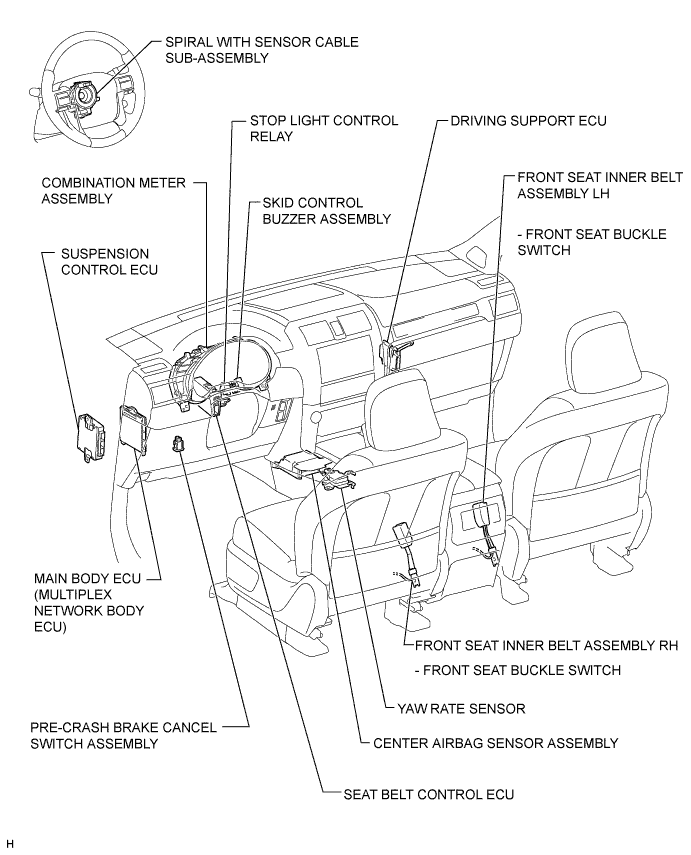 SPIRAL WITH SENSOR CABLE
SUB-ASSEMBLY
STOP LIGHT CONTROL
RELAY
DRIVING SUPPORT ECU
COMBINATION METER
ASSEMBLY
SKID CONTROL
BUZZER ASSEMBLY
FRONT SEAT INNER BELT
ASSEMBLY LH
- FRONT SEAT BUCKLE
SWITCH
SUSPENSION
CONTROL ECU
MAIN BODY ECU
(MULTIPLEX
NETWORK BODY
ECU)
FRONT SEAT INNER BELT ASSEMBLY RH
- FRONT SEAT BUCKLE SWITCH
YAW RATE SENSOR
PRE-CRASH BRAKE CANCEL
SWITCH ASSEMBLY
CENTER AIRBAG SENSOR ASSEMBLY
SEAT BELT CONTROL ECU
H